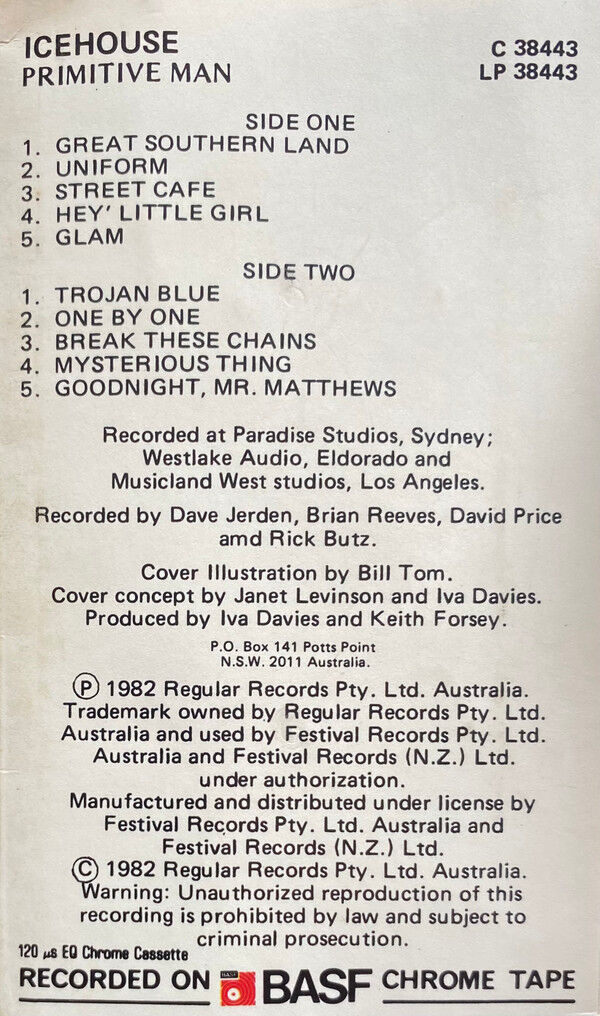 ICEHOUSE
PRIMITIVE MAN
C 38443
LP 38443
SIDE ONE
1. GREAT SOUTHERN LAND
2. UNIFORM
3. STREET CAFE
4. HEY' LITTLE GIRL
5. GLAM
SIDE TWO
1. TROJAN BLUE
2. ONE BY ONE
3. BREAK THESE CHAINS
4. MYSTERIOUS THING
5. GOODNIGHT, MR. MATTHEWS
Recorded at Paradise Studios, Sydney;
Westlake Audio, Eldorado and
Musicland West studios, Los Angeles.
Recorded by Dave Jerden, Brian Reeves, David Price
amd Rick Butz.
Cover Illustration by Bill Tom.
Cover concept by Janet Levinson and Iva Davies.
Produced by Iva Davies and Keith Forsey.
P.O. Box 141 Potts Point
N.S.W. 2011 Australia.
Ⓟ 1982 Regular Records Pty. Ltd. Australia.
Trademark owned by Regular Records Pty. Ltd.
Australia and used by Festival Records Pty. Ltd.
Australia and Festival Records (N.Z.) Ltd.
under authorization.
Manufactured and distributed under license by
Festival Records Pty. Ltd. Australia and
Festival Records (N.Z.) Ltd.
© 1982 Regular Records Pty. Ltd. Australia.
Warning: Unauthorized reproduction of this
recording is prohibited by law and subject to
criminal prosecution.
120 µs EQ Chrome Cassette
RECORDED ON BASF BASF CHROME TAPE